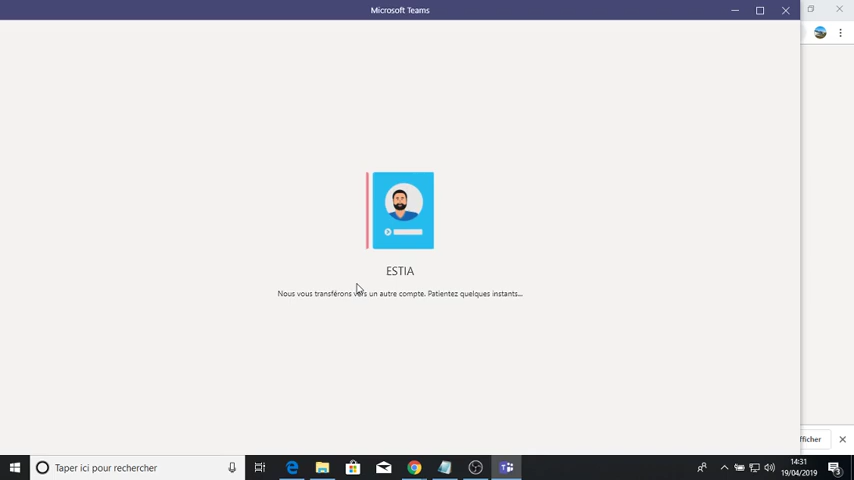 Microsoft Teams
ESTIA
Nous vous transférons vers un autre compte. Patientez quelques instants...
fficher
Taper ici pour rechercher
14:31
19/04/2019
3